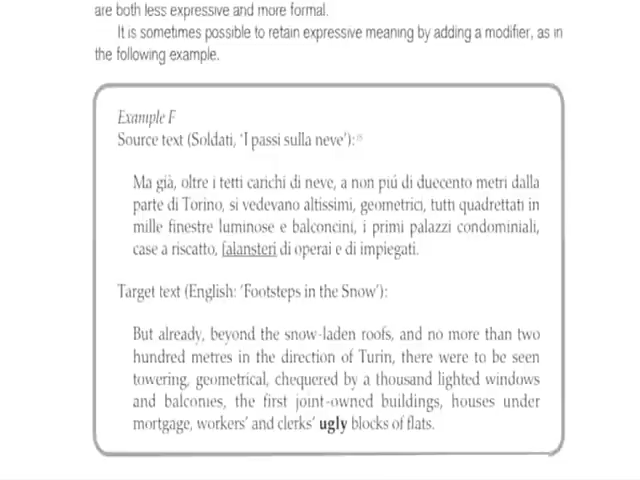 are both less expressive and more formal.
It is sometimes possible to retain expressive meaning by adding a modifier, as in
the following example.
Example F
Source text (Soldati, 'I passi sulla neve'):
Ma già, oltre i tetti carichi di neve, a non piú di duecento metri dalla
parte di Torino, si vedevano altissimi, geometrici, tutti quadrettati in
mille finestre luminose e balconcini, i primi palazzi condominiali,
case a riscatto, falansteri di operai e di impiegati.
Target text (English: 'Footsteps in the Snow'):
But already, beyond the snow-laden roofs, and no more than two
hundred metres in the direction of Turin, there were to be seen
towering, geometrical, chequered by a thousand lighted windows
and balconies, the first joint-owned buildings, houses under
mortgage, workers' and clerks' ugly blocks of flats.